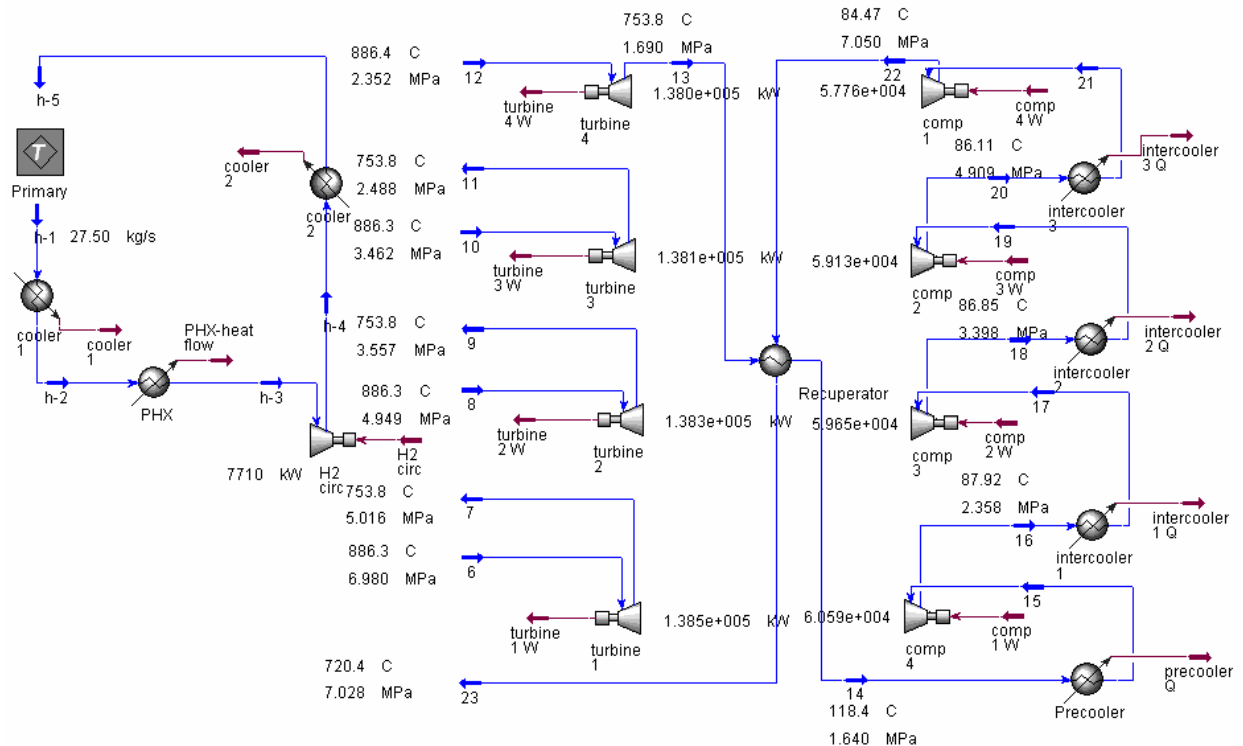 753.8 C
84.47 C
1.690 MPa
7.050 MPa
886.4 C
2.352 MPa
12
13
22
21
h-5
turbine
4 W
turbine
4
1.380e+005 kW
5.776e+004
comp
1
comp
4 W
T
Primary
cooler
2
cooler
2
753.8 C
2.488 MPa
11
86.11 C
4.909 MPa
20
intercooler
3 Q
intercooler
3
h-1 27.50 kg/s
886.3 C
3.462 MPa
10
19
turbine
3 W
turbine
3
1.381e+005 kW
5.913e+004
comp
2
comp
3 W
cooler
1
cooler
1
PHX-heat
flow
h-4
753.8 C
3.557 MPa
9
86.85 C
3.398 MPa
18
intercooler
2 Q
intercooler
2
h-2
PHX
h-3
886.3 C
4.949 MPa
8
Recuperator
17
turbine
2 W
turbine
2
1.383e+005 kW
5.965e+004
comp
3
comp
2 W
7710 kW
H2
circ
H2
circ
753.8 C
5.016 MPa
7
87.92 C
2.358 MPa
16
intercooler
1 Q
intercooler
1
886.3 C
6.980 MPa
6
15
turbine
1 W
turbine
1
1.385e+005 kW
6.059e+004
comp
4
comp
1 W
720.4 C
7.028 MPa
23
14
118.4 C
1.640 MPa
Precooler
precooler
Q